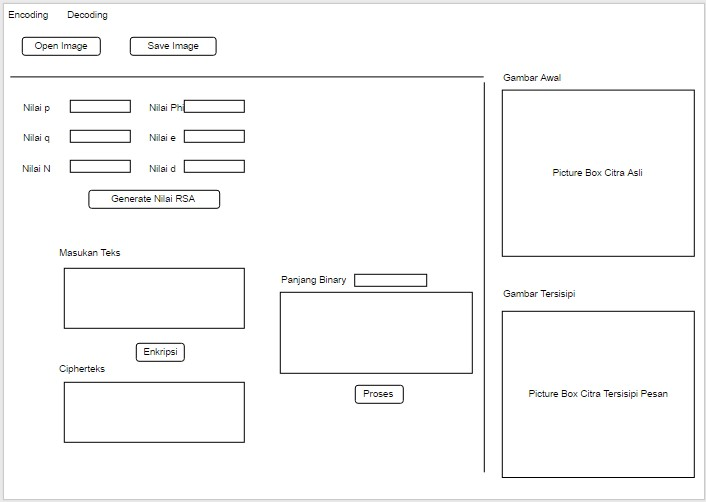 Encoding Decoding
Open Image Save Image
Nilai p Nilai Phi
Nilai q Nilai e
Nilai N Nilai d
Generate Nilai RSA
Masukan Teks
Enkripsi
Cipherteks
Panjang Binary
Proses
Gambar Awal
Picture Box Citra Asli
Gambar Tersisipi
Picture Box Citra Tersisipi Pesan